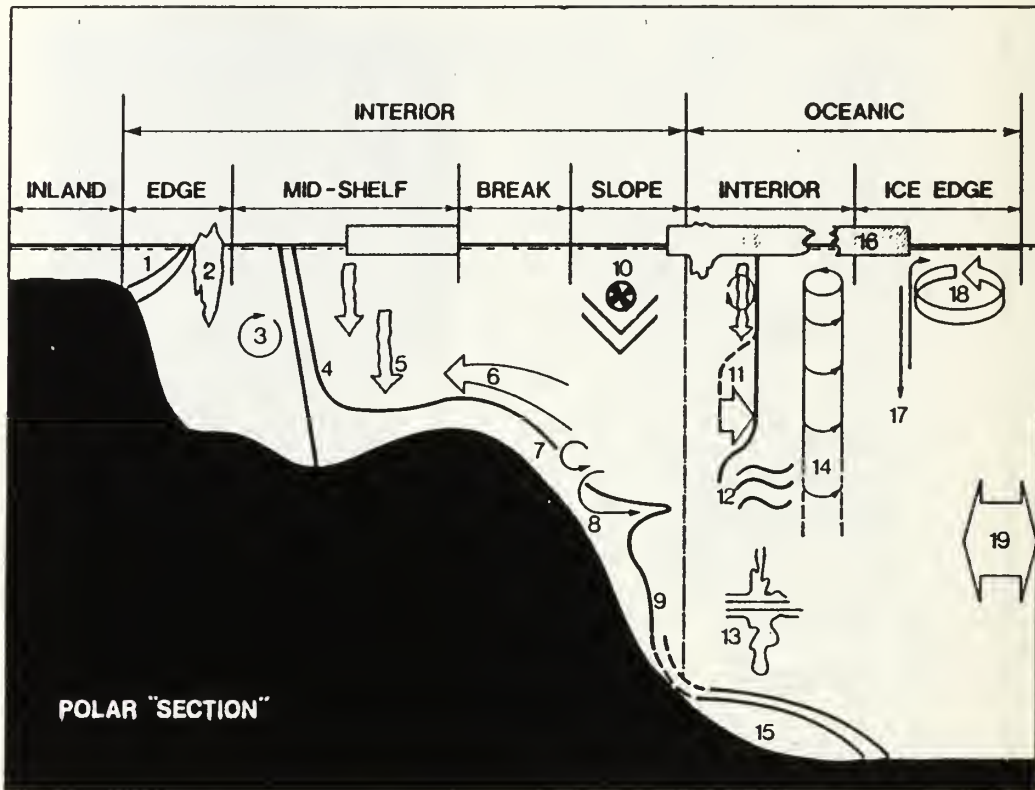 INTERIOR OCEANIC
INLAND EDGE MID-SHELF BREAK SLOPE INTERIOR ICE EDGE
16
1 2 10 18
3
4 5 6 11
17
7
12 14
8
19
9
13
POLAR "SECTION"
15